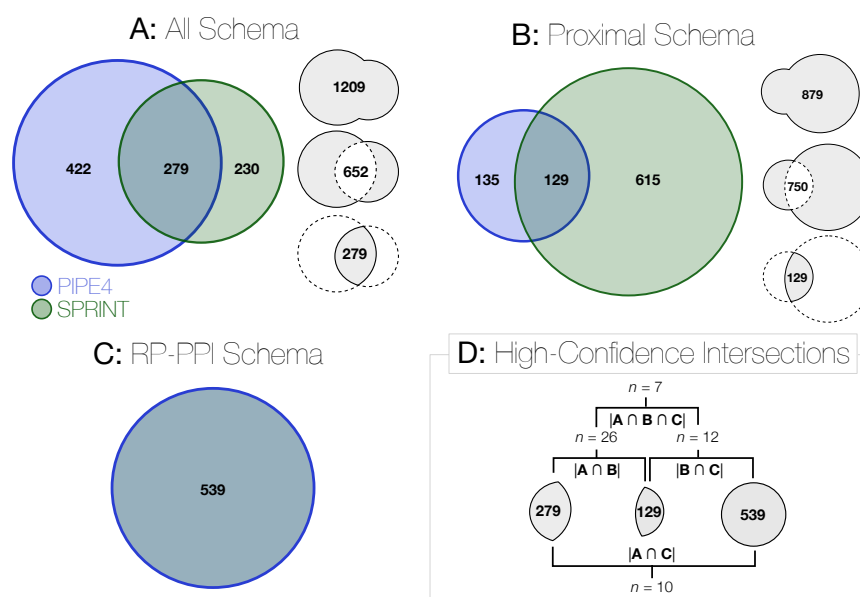 A: All Schema
422
279
230
1209
652
279
PIPE4
SPRINT
B: Proximal Schema
135
129
615
879
750
129
C: RP-PPI Schema
539
D: High-Confidence Intersections
n = 7
|A ∩ B ∩ C|
n = 26
n = 12
|A ∩ B|
|B ∩ C|
279
129
539
|A ∩ C|
n = 10